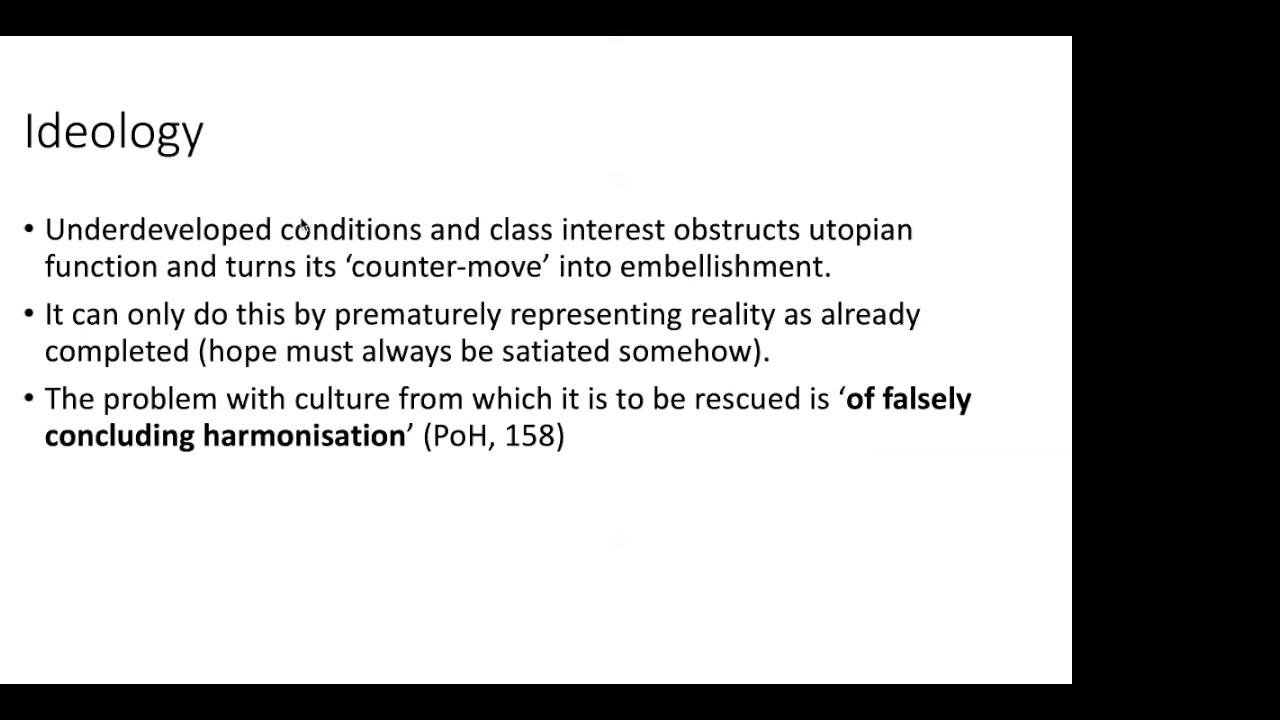 Ideology
• Underdeveloped conditions and class interest obstructs utopian
function and turns its ‘counter-move’ into embellishment.
• It can only do this by prematurely representing reality as already
completed (hope must always be satiated somehow).
• The problem with culture from which it is to be rescued is ‘of falsely
concluding harmonisation’ (PoH, 158)